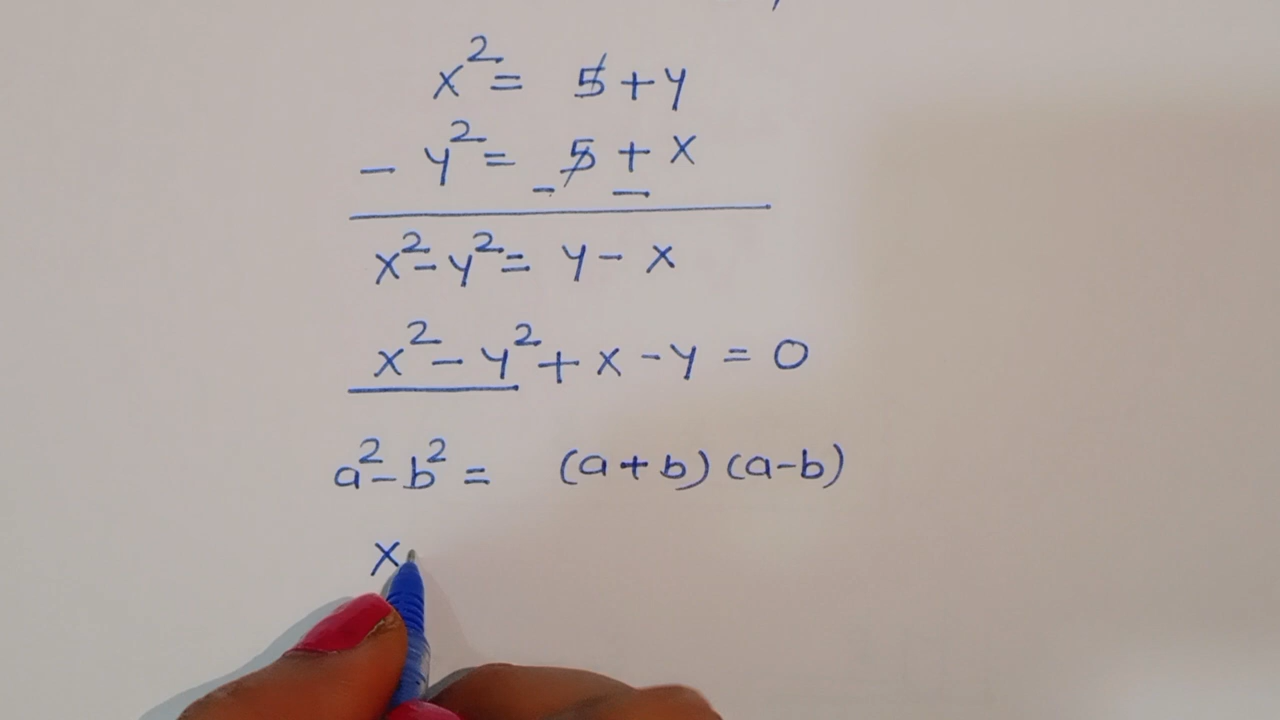 x² = 5 + y
- y² = 5 + x
- -
x² - y² = y - x
x² - y² + x - y = 0
a² - b² = (a + b) (a - b)
x